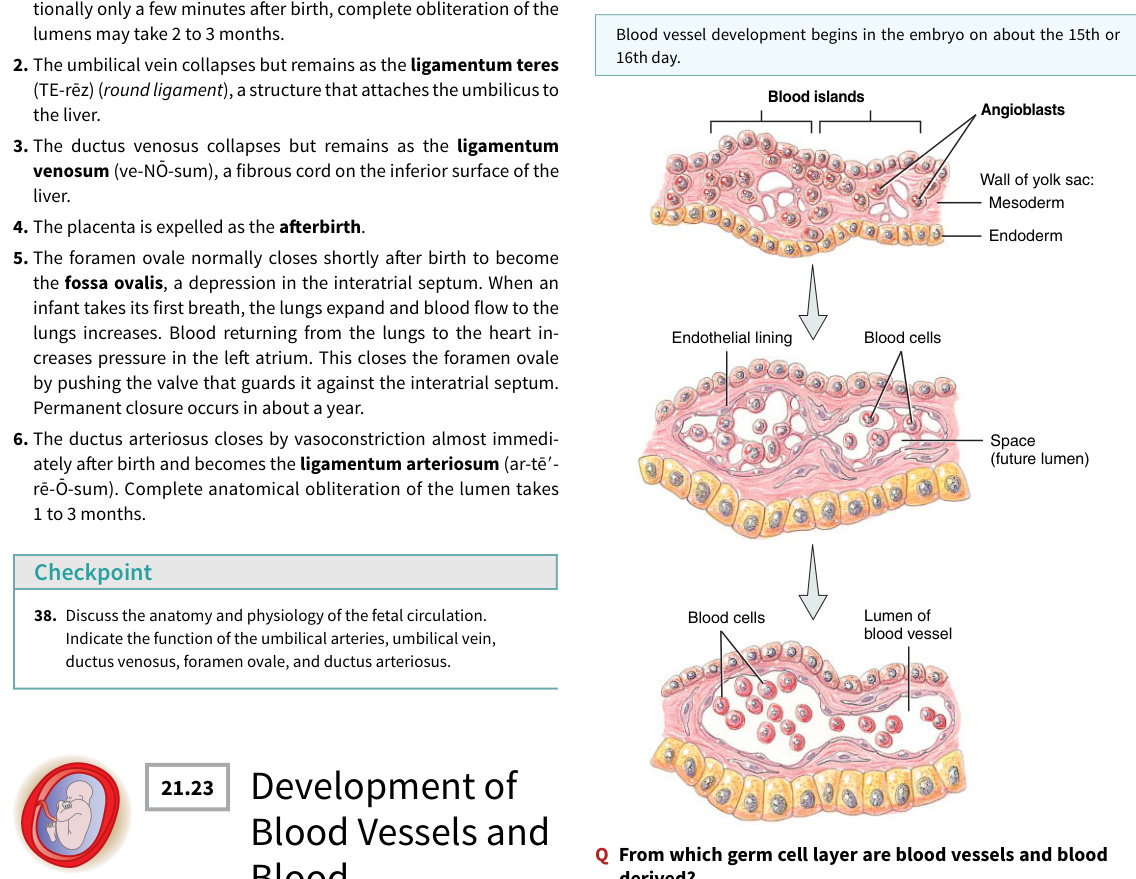 tionally only a few minutes after birth, complete obliteration of the
lumens may take 2 to 3 months.
2. The umbilical vein collapses but remains as the ligamentum teres
(TE-rēz) (round ligament), a structure that attaches the umbilicus to
the liver.
3. The ductus venosus collapses but remains as the ligamentum
venosum (ve-NŌ-sum), a fibrous cord on the inferior surface of the
liver.
4. The placenta is expelled as the afterbirth.
5. The foramen ovale normally closes shortly after birth to become
the fossa ovalis, a depression in the interatrial septum. When an
infant takes its first breath, the lungs expand and blood flow to the
lungs increases. Blood returning from the lungs to the heart in-
creases pressure in the left atrium. This closes the foramen ovale
by pushing the valve that guards it against the interatrial septum.
Permanent closure occurs in about a year.
6. The ductus arteriosus closes by vasoconstriction almost immedi-
ately after birth and becomes the ligamentum arteriosum (ar-tē′-
rē-Ō-sum). Complete anatomical obliteration of the lumen takes
1 to 3 months.
Checkpoint
38. Discuss the anatomy and physiology of the fetal circulation.
Indicate the function of the umbilical arteries, umbilical vein,
ductus venosus, foramen ovale, and ductus arteriosus.
21.23
Development of
Blood Vessels and
Blood
Blood vessel development begins in the embryo on about the 15th or
16th day.
Blood islands
Angioblasts
Wall of yolk sac:
Mesoderm
Endoderm
Endothelial lining
Blood cells
Space
(future lumen)
Blood cells
Lumen of
blood vessel
Q From which germ cell layer are blood vessels and blood
derived?